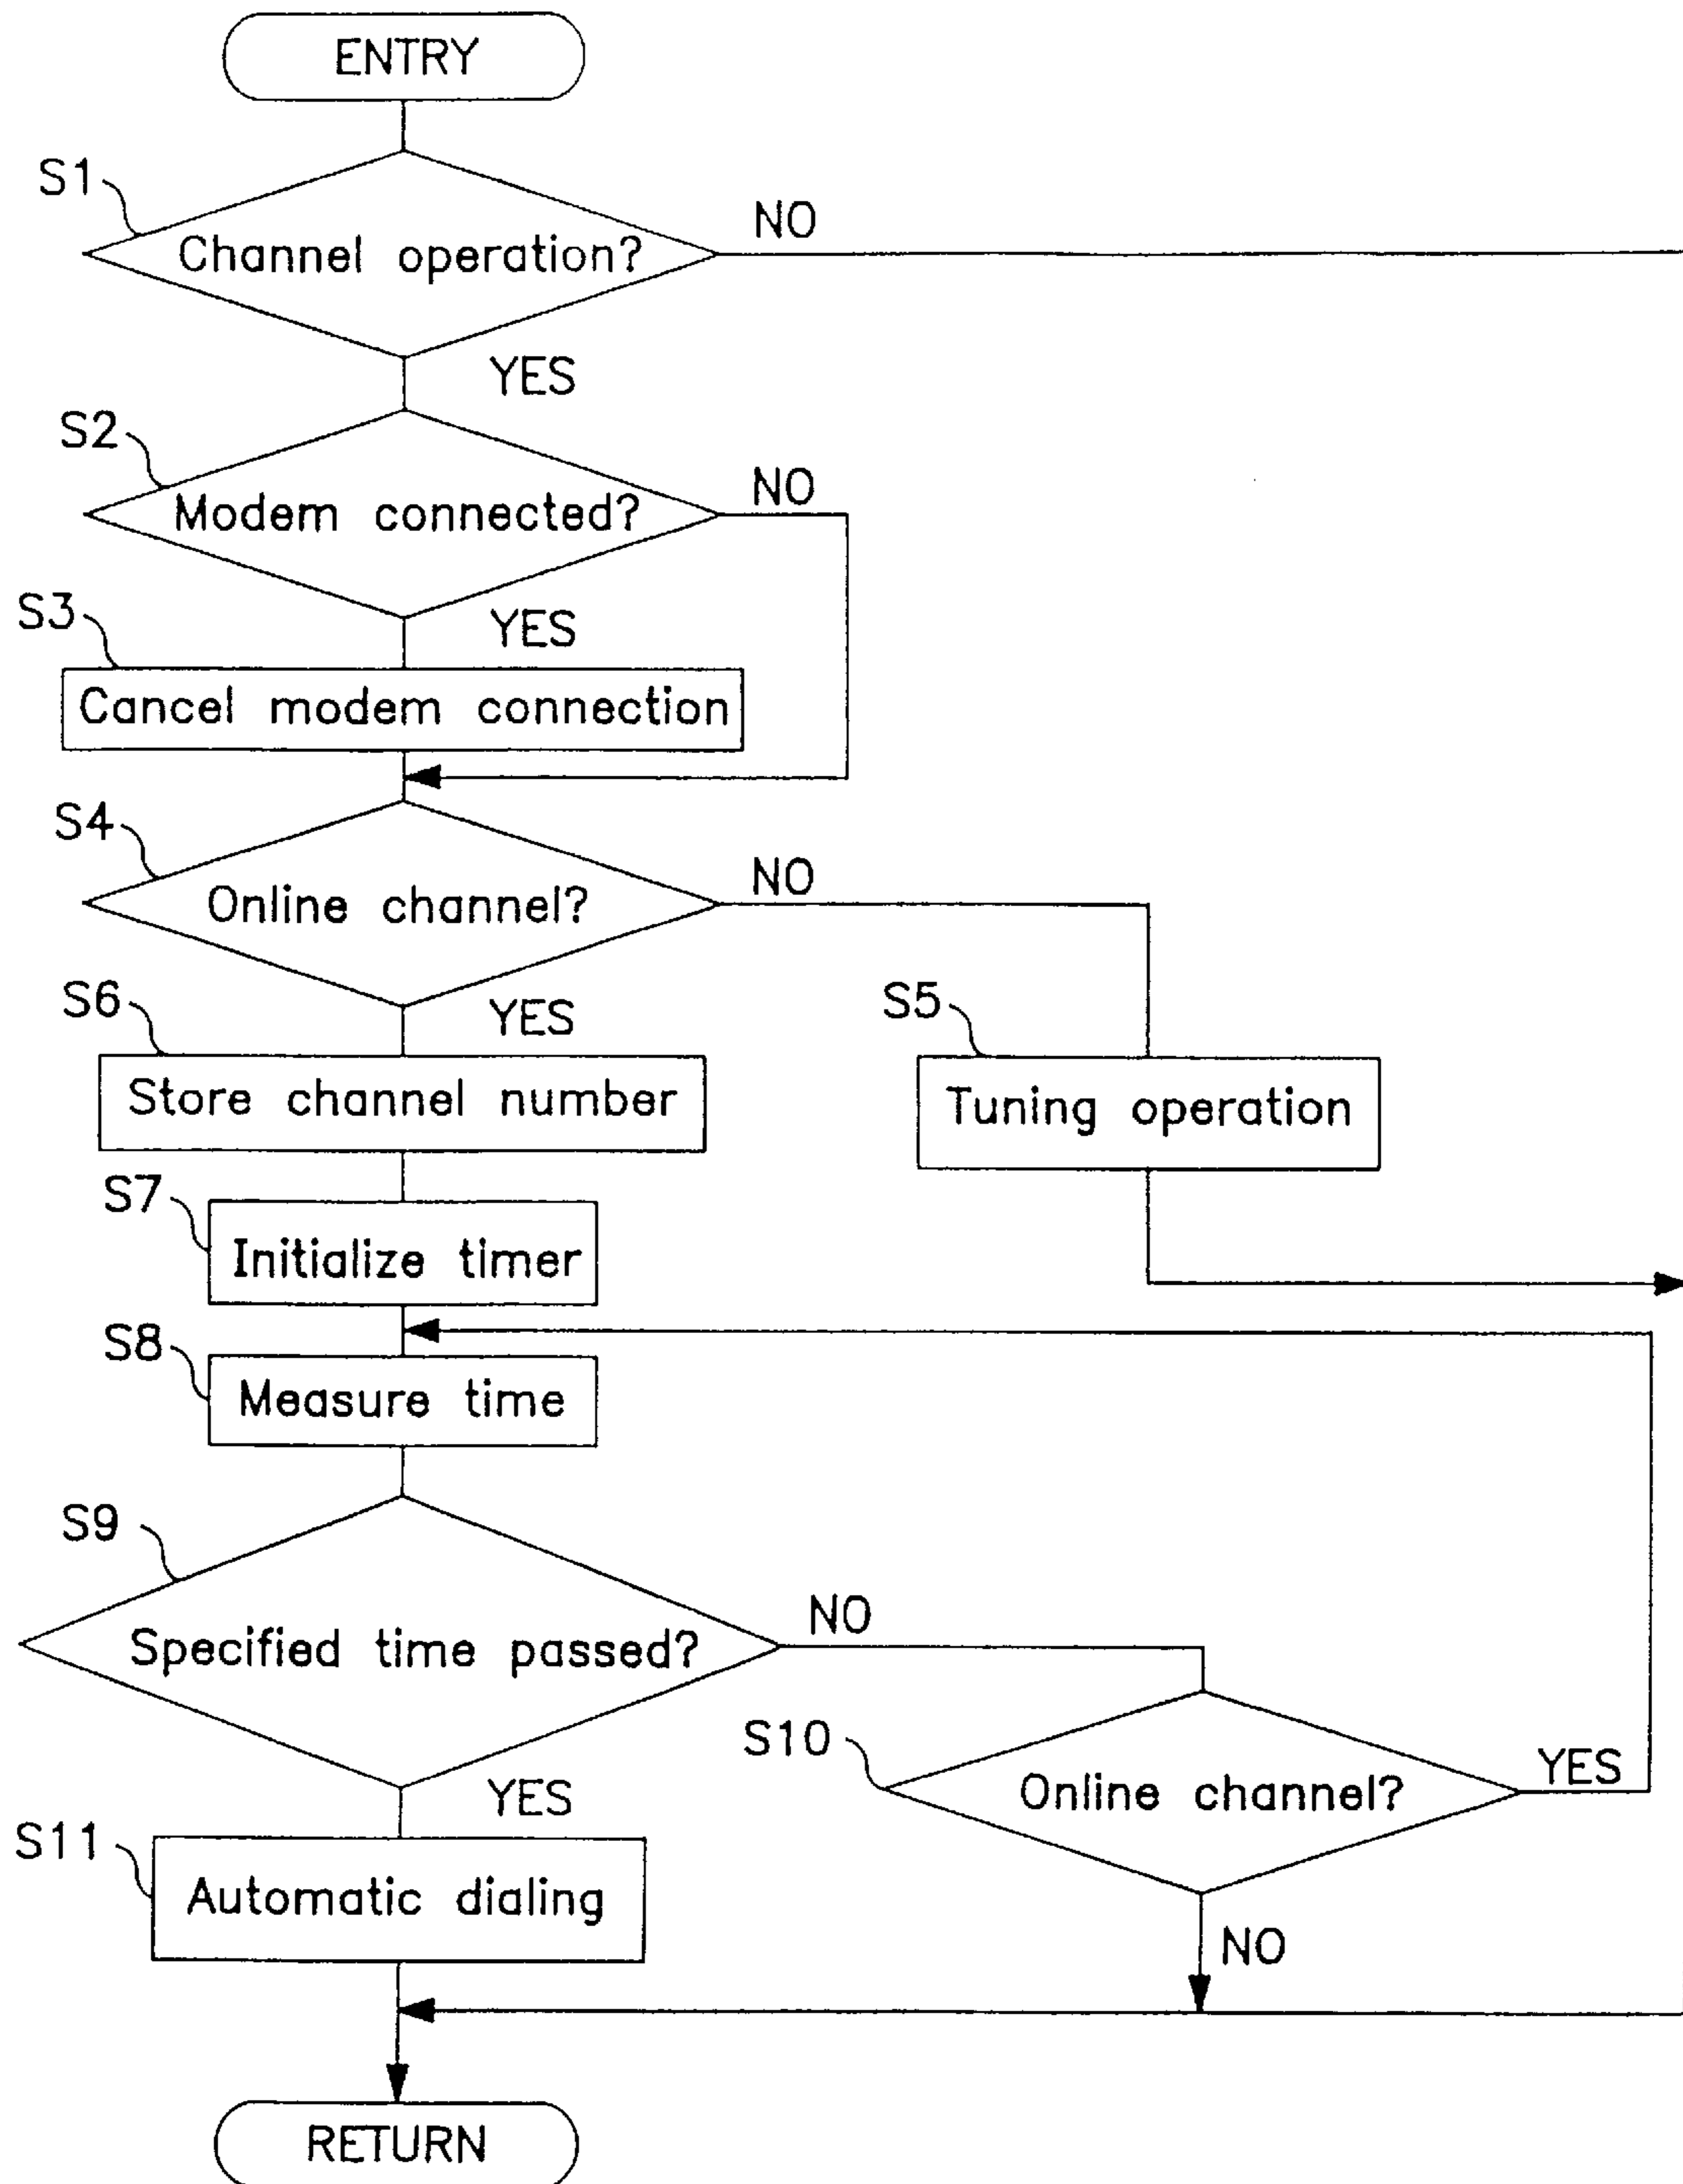 ENTRY
S1
Channel operation?
NO
YES
S2
Modem connected?
NO
YES
S3
Cancel modem connection
S4
Online channel?
NO
YES
S6
Store channel number
S5
Tuning operation
S7
Initialize timer
S8
Measure time
S9
Specified time passed?
NO
YES
S10
Online channel?
YES
NO
S11
Automatic dialing
RETURN